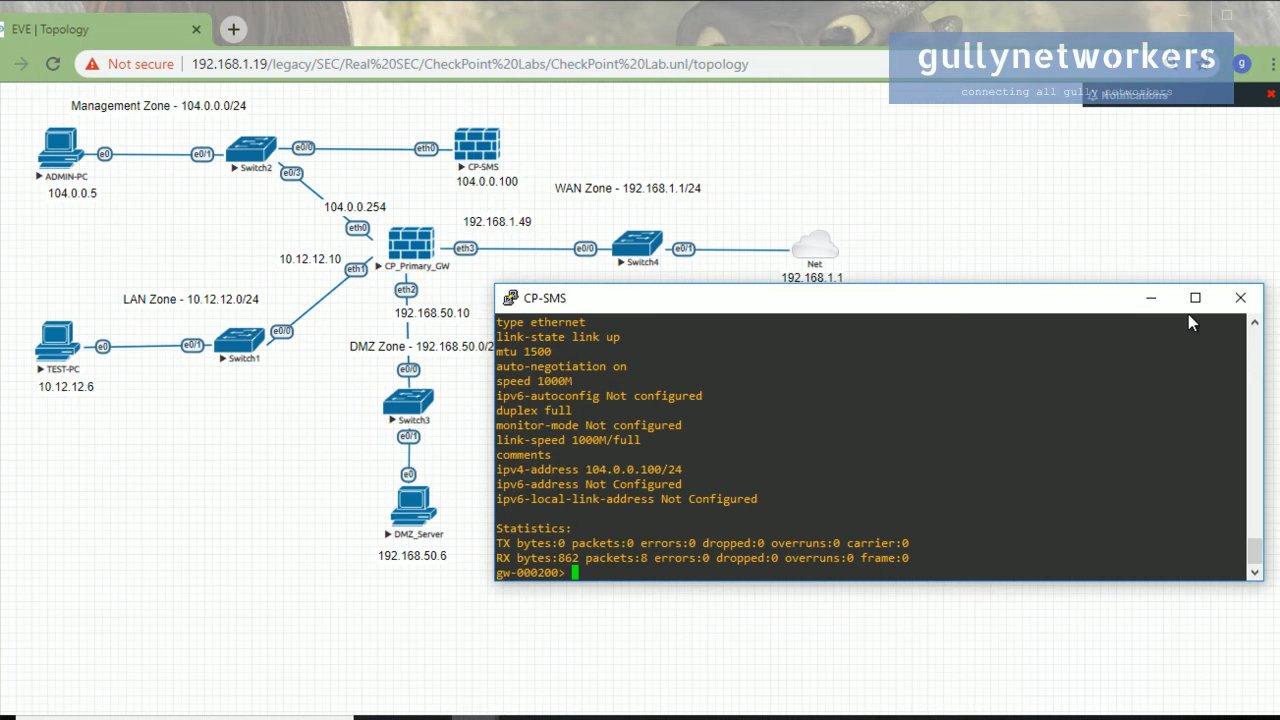 EVE | Topology
Not secure
192.168.1.19/legacy/SEC/Real%20SEC/CheckPoint%20Labs/CheckPoint%20Lab.unl/topology
gullynetworkers
connecting all gully networkers
Notifications
g
Management Zone - 104.0.0.0/24
e0
e0/1
e0/0
eth0
Switch2
CP-SMS
ADMIN-PC
e0/3
104.0.0.5
104.0.0.100
WAN Zone - 192.168.1.1/24
104.0.0.254
192.168.1.49
eth0
eth3
e0/0
e0/1
10.12.12.10
eth1
CP_Primary_GW
Switch4
Net
192.168.1.1
eth2
LAN Zone - 10.12.12.0/24
192.168.50.10
e0/0
e0
e0/1
Switch1
DMZ Zone - 192.168.50.0/2
TEST-PC
e0/0
10.12.12.6
Switch3
e0/1
e0
DMZ_Server
192.168.50.6
CP-SMS
type ethernet
link-state link up
mtu 1500
auto-negotiation on
speed 1000M
ipv6-autoconfig Not configured
duplex full
monitor-mode Not configured
link-speed 1000M/full
comments
ipv4-address 104.0.0.100/24
ipv6-address Not Configured
ipv6-local-link-address Not Configured
Statistics:
TX bytes:0 packets:0 errors:0 dropped:0 overruns:0 carrier:0
RX bytes:862 packets:8 errors:0 dropped:0 overruns:0 frame:0
gw-000200>